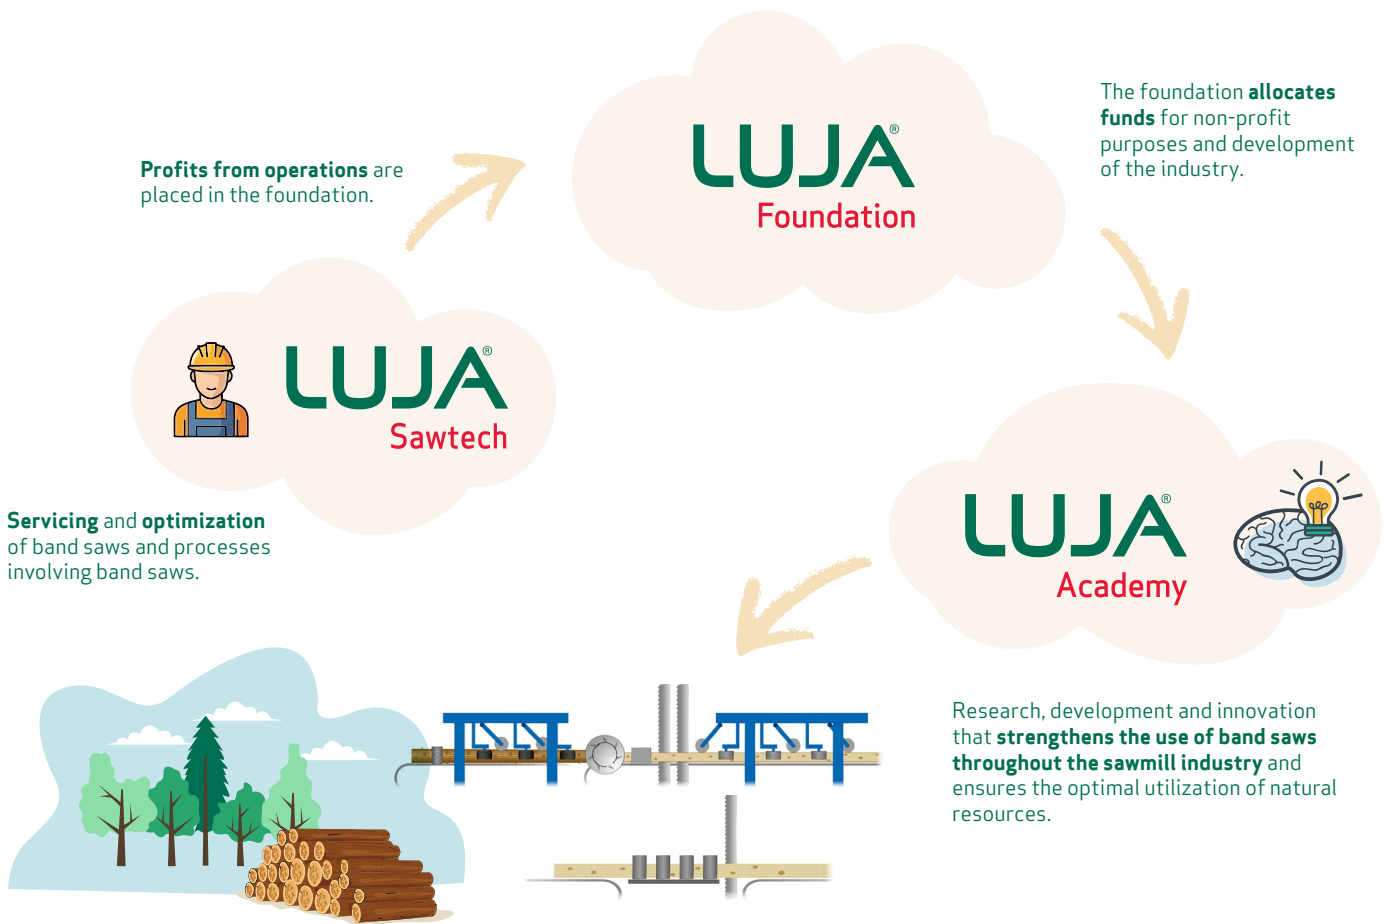 The foundation allocates
funds for non-profit
purposes and development
of the industry.
LUJA®
Foundation
Profits from operations are
placed in the foundation.
LUJA®
Sawtech
LUJA®
Academy
Servicing and optimization
of band saws and processes
involving band saws.
Research, development and innovation
that strengthens the use of band saws
throughout the sawmill industry and
ensures the optimal utilization of natural
resources.